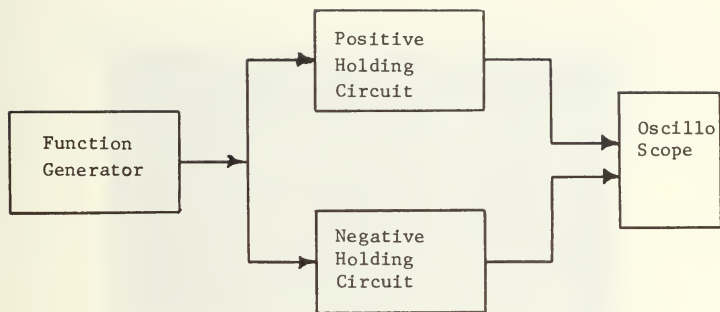 Positive
Holding
Circuit
Function
Generator
Oscillo
Scope
Negative
Holding
Circuit